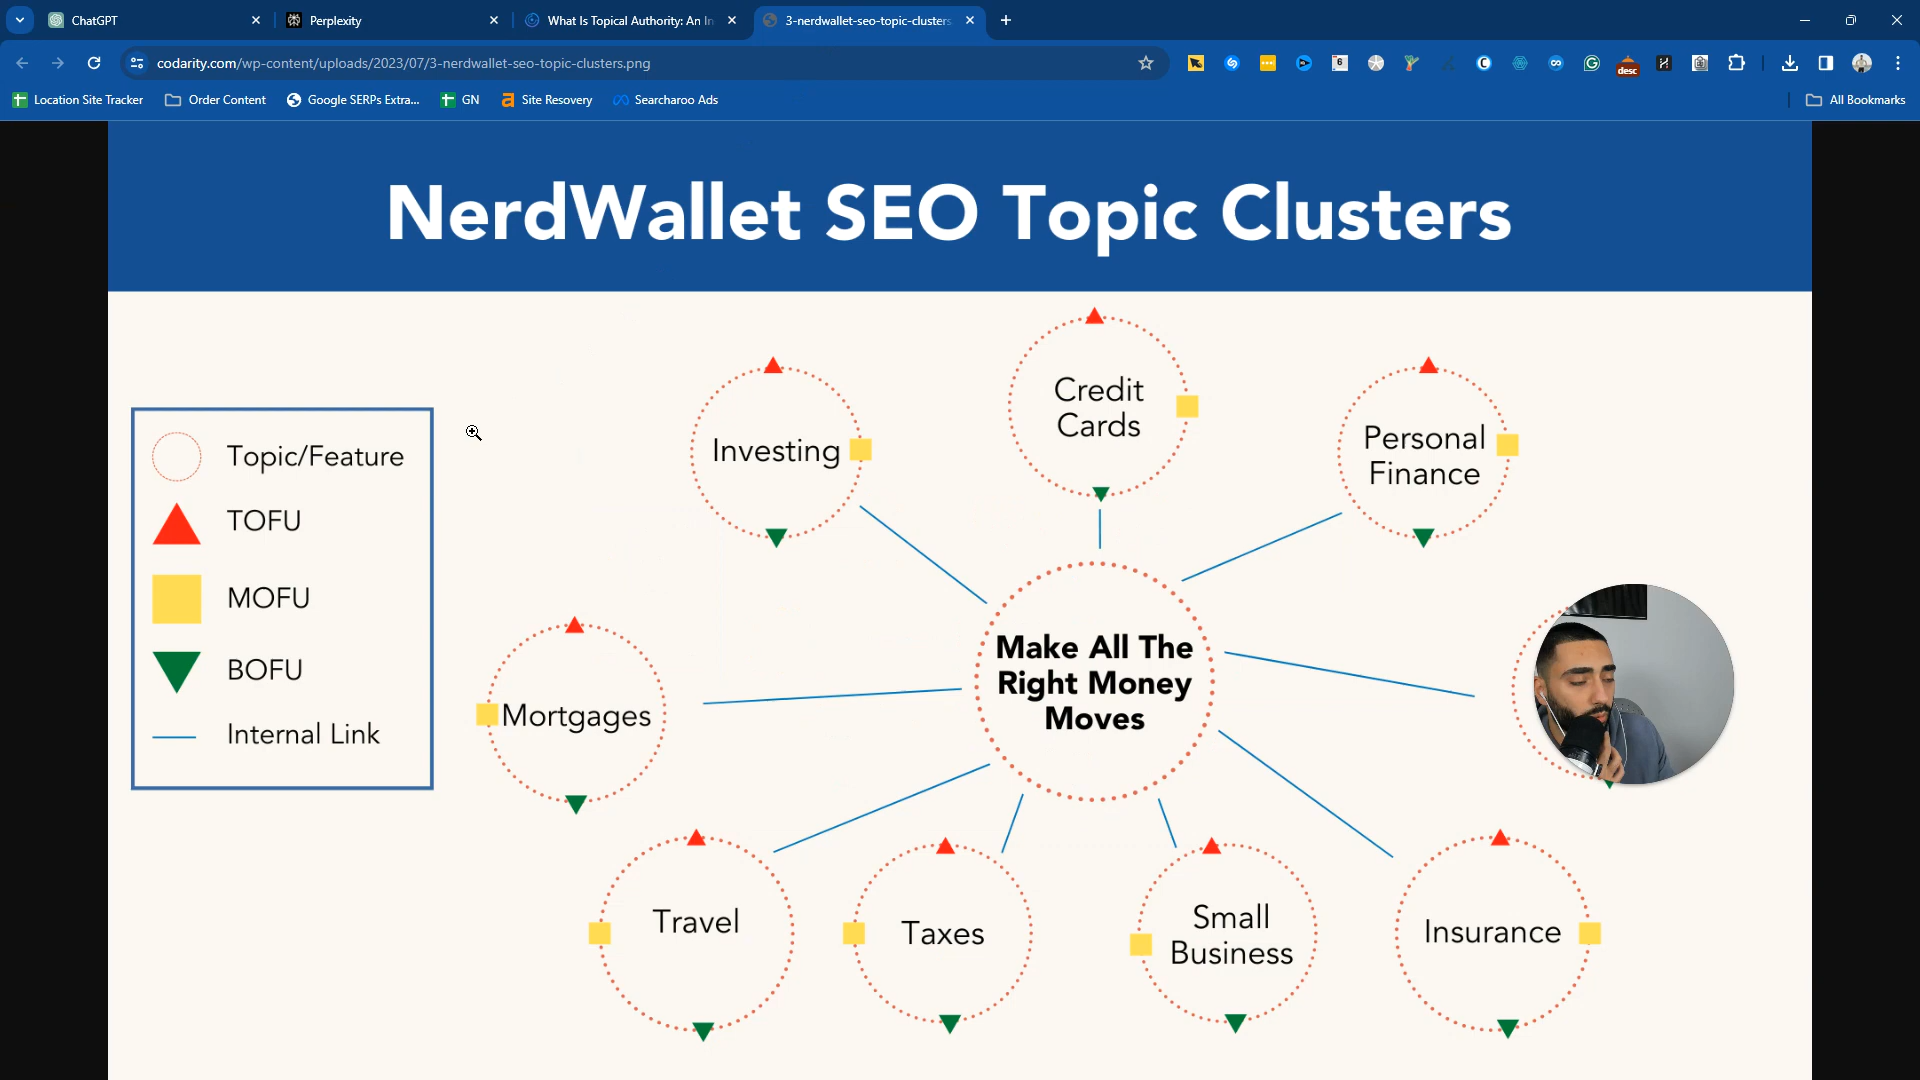 ChatGPT
Perplexity
What Is Topical Authority: An In
3-nerdwallet-seo-topic-clusters
codarity.com/wp-content/uploads/2023/07/3-nerdwallet-seo-topic-clusters.png
6
desc
Location Site Tracker
Order Content
Google SERPs Extra...
GN
Site Recovery
Searcharoo Ads
All Bookmarks
NerdWallet SEO Topic Clusters
Topic/Feature
TOFU
MOFU
BOFU
Internal Link
Investing
Credit
Cards
Personal
Finance
Make All The
Right Money
Moves
Mortgages
Travel
Taxes
Small
Business
Insurance